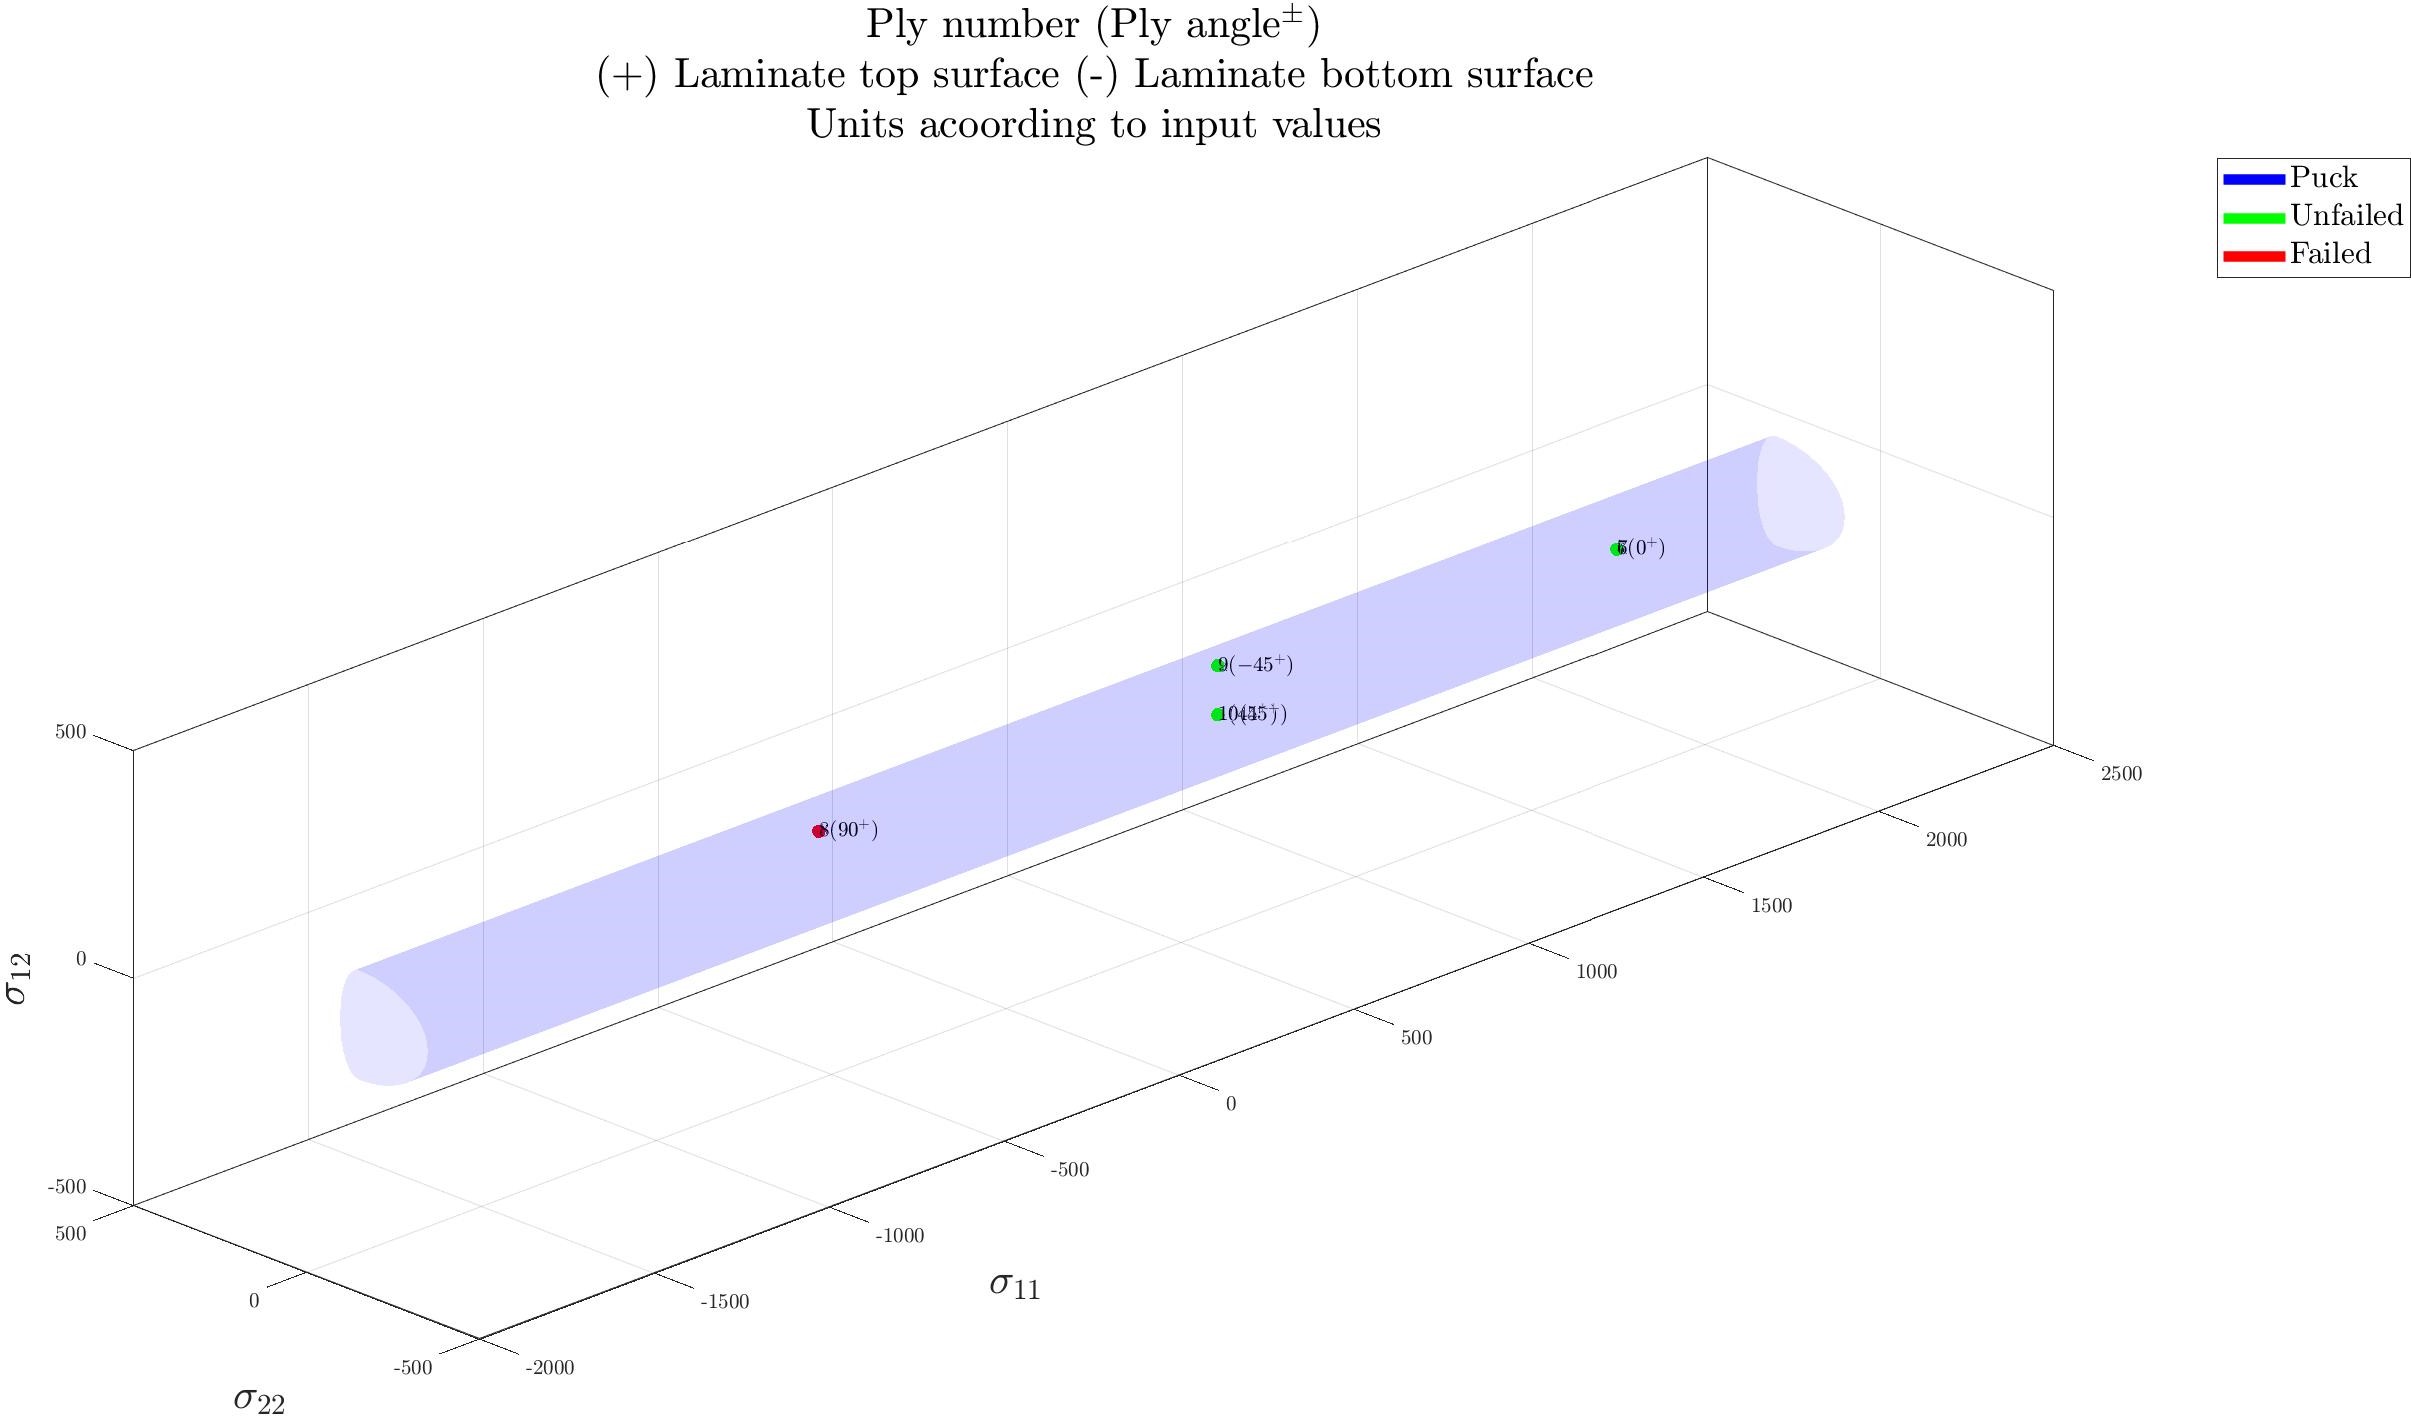 Ply number (Ply angle±)
(+) Laminate top surface (-) Laminate bottom surface
Units acoording to input values
Puck
Unfailed
Failed
(0⁺)
9(−45⁺)
(90⁺)
500
0
-500
σ₁₂
500
0
-500
σ₂₂
-2000
-1500
-1000
-500
0
500
1000
1500
2000
2500
σ₁₁